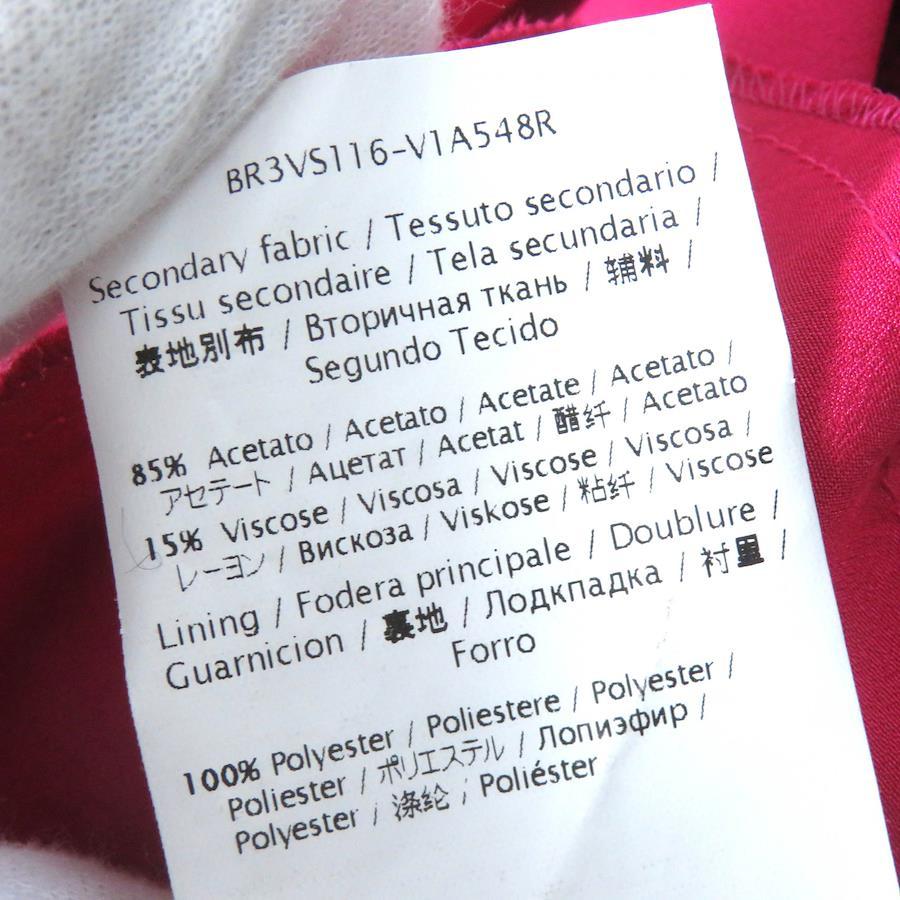 BR3VS116-V1A548R
Secondary fabric / Tessuto secondario /
Tissu secondaire / Tela secundaria /
表地別布 / Вторичная ткань / 辅料 /
Segundo Tecido
85% Acetato / Acetato / Acetate / Acetato /
アセテート / Ацетат / Acetat / 醋纤 / Acetato
15% Viscose / Viscosa / Viscose / Viscosa /
レーヨン / Вискоза / Viskose / 粘纤 / Viscose
Lining / Fodera principale / Doublure /
Guarnicion / 裏地 / Лодкпадка / 衬里 /
Forro
100% Polyester / Poliestere / Polyester /
Poliester / ポリエステル / Лопиэфир /
Polyester / 涤纶 / Poliéster